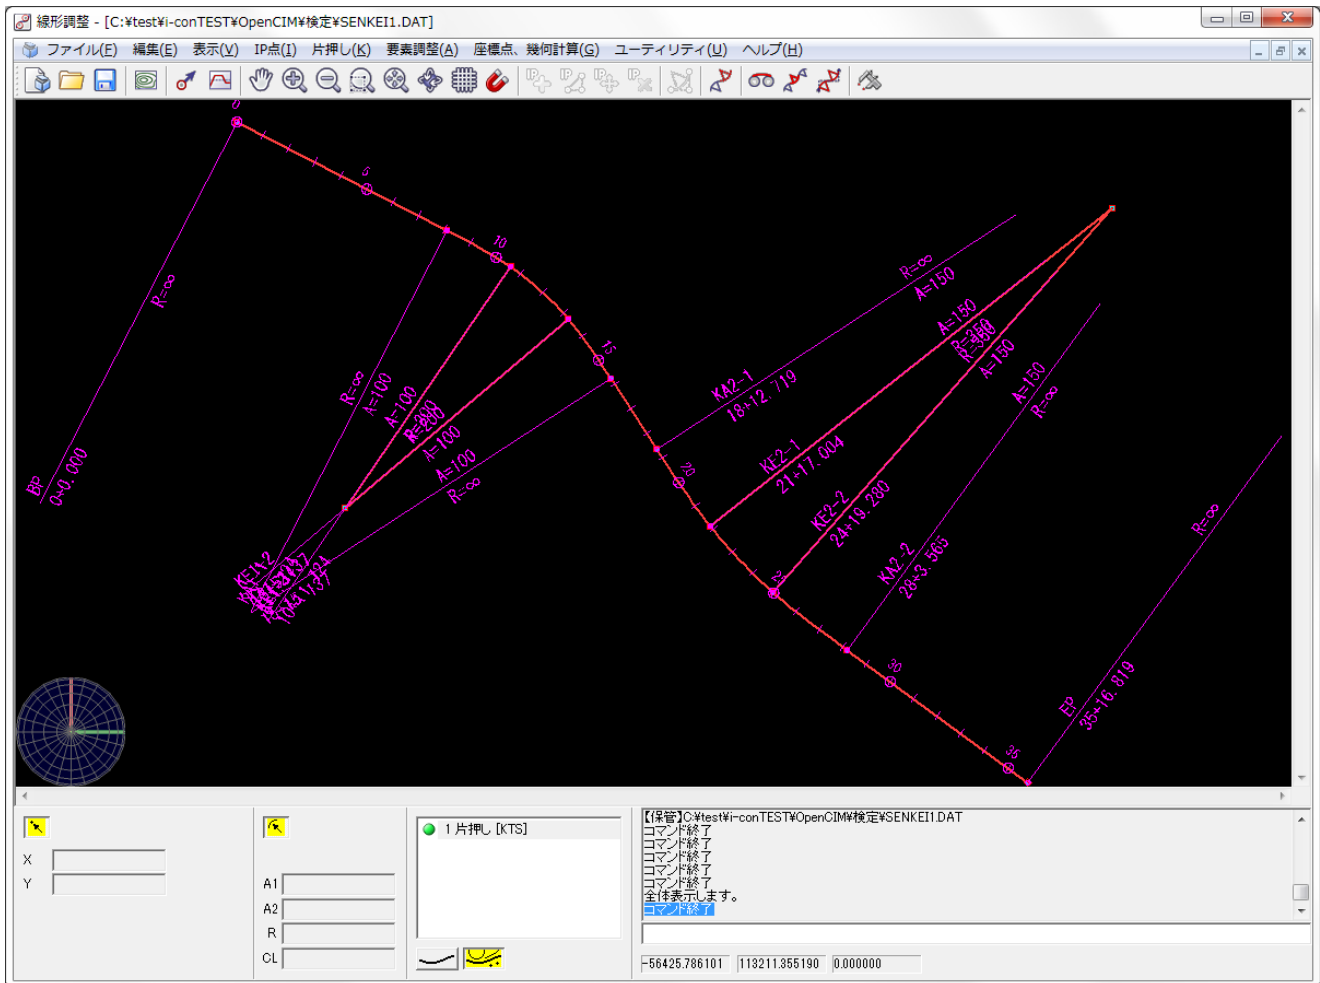 線形調整 - [C:¥test¥i-conTEST¥OpenCIM¥検定¥SENKEI1.DAT]
ファイル(F) 編集(E) 表示(V) IP点(I) 片押し(K) 要素調整(A) 座標点、幾何計算(G) ユーティリティ(U) ヘルプ(H)
0
5
10
15
20
25
30
35
R=∞
BP
0+0.000
R=∞
A=100
A=100
R=200
A=100
A=100
R=∞
KE1-2
R=∞
A=150
KA2-1
18+12.719
A=150
R=350
R=350
A=150
KE2-1
21+17.004
KE2-2
24+19.280
A=150
R=∞
KA2-2
28+3.565
R=∞
EP
35+16.819
X
Y
A1
A2
R
CL
1 片押し [KTS]
【保管】C:¥test¥i-conTEST¥OpenCIM¥検定¥SENKEI1.DAT
コマンド終了
コマンド終了
コマンド終了
コマンド終了
コマンド終了
全体表示します。
コマンド終了
-56425.786101 113211.355190 0.000000